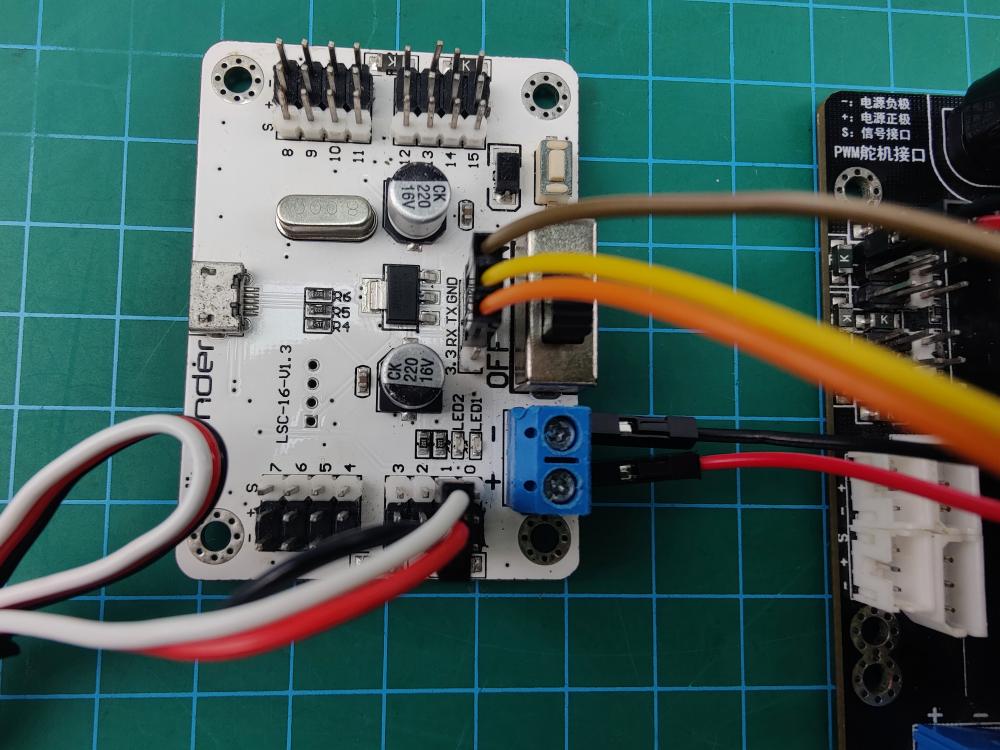 -
+
S
8 9 10 11
12 13 14 15
CK
220
16V
R6
R5
R4
3.3 RX TX GND
OFF
CK
220
16V
LSC-16-V1.3
nder
LED2
LED1
7 6 5 4
3 2 1 0
S
+
-
+
-: 电源负极
+: 电源正极
S: 信号接口
PWM舵机接口
K
K
K
+
-
S
+
-
+ -